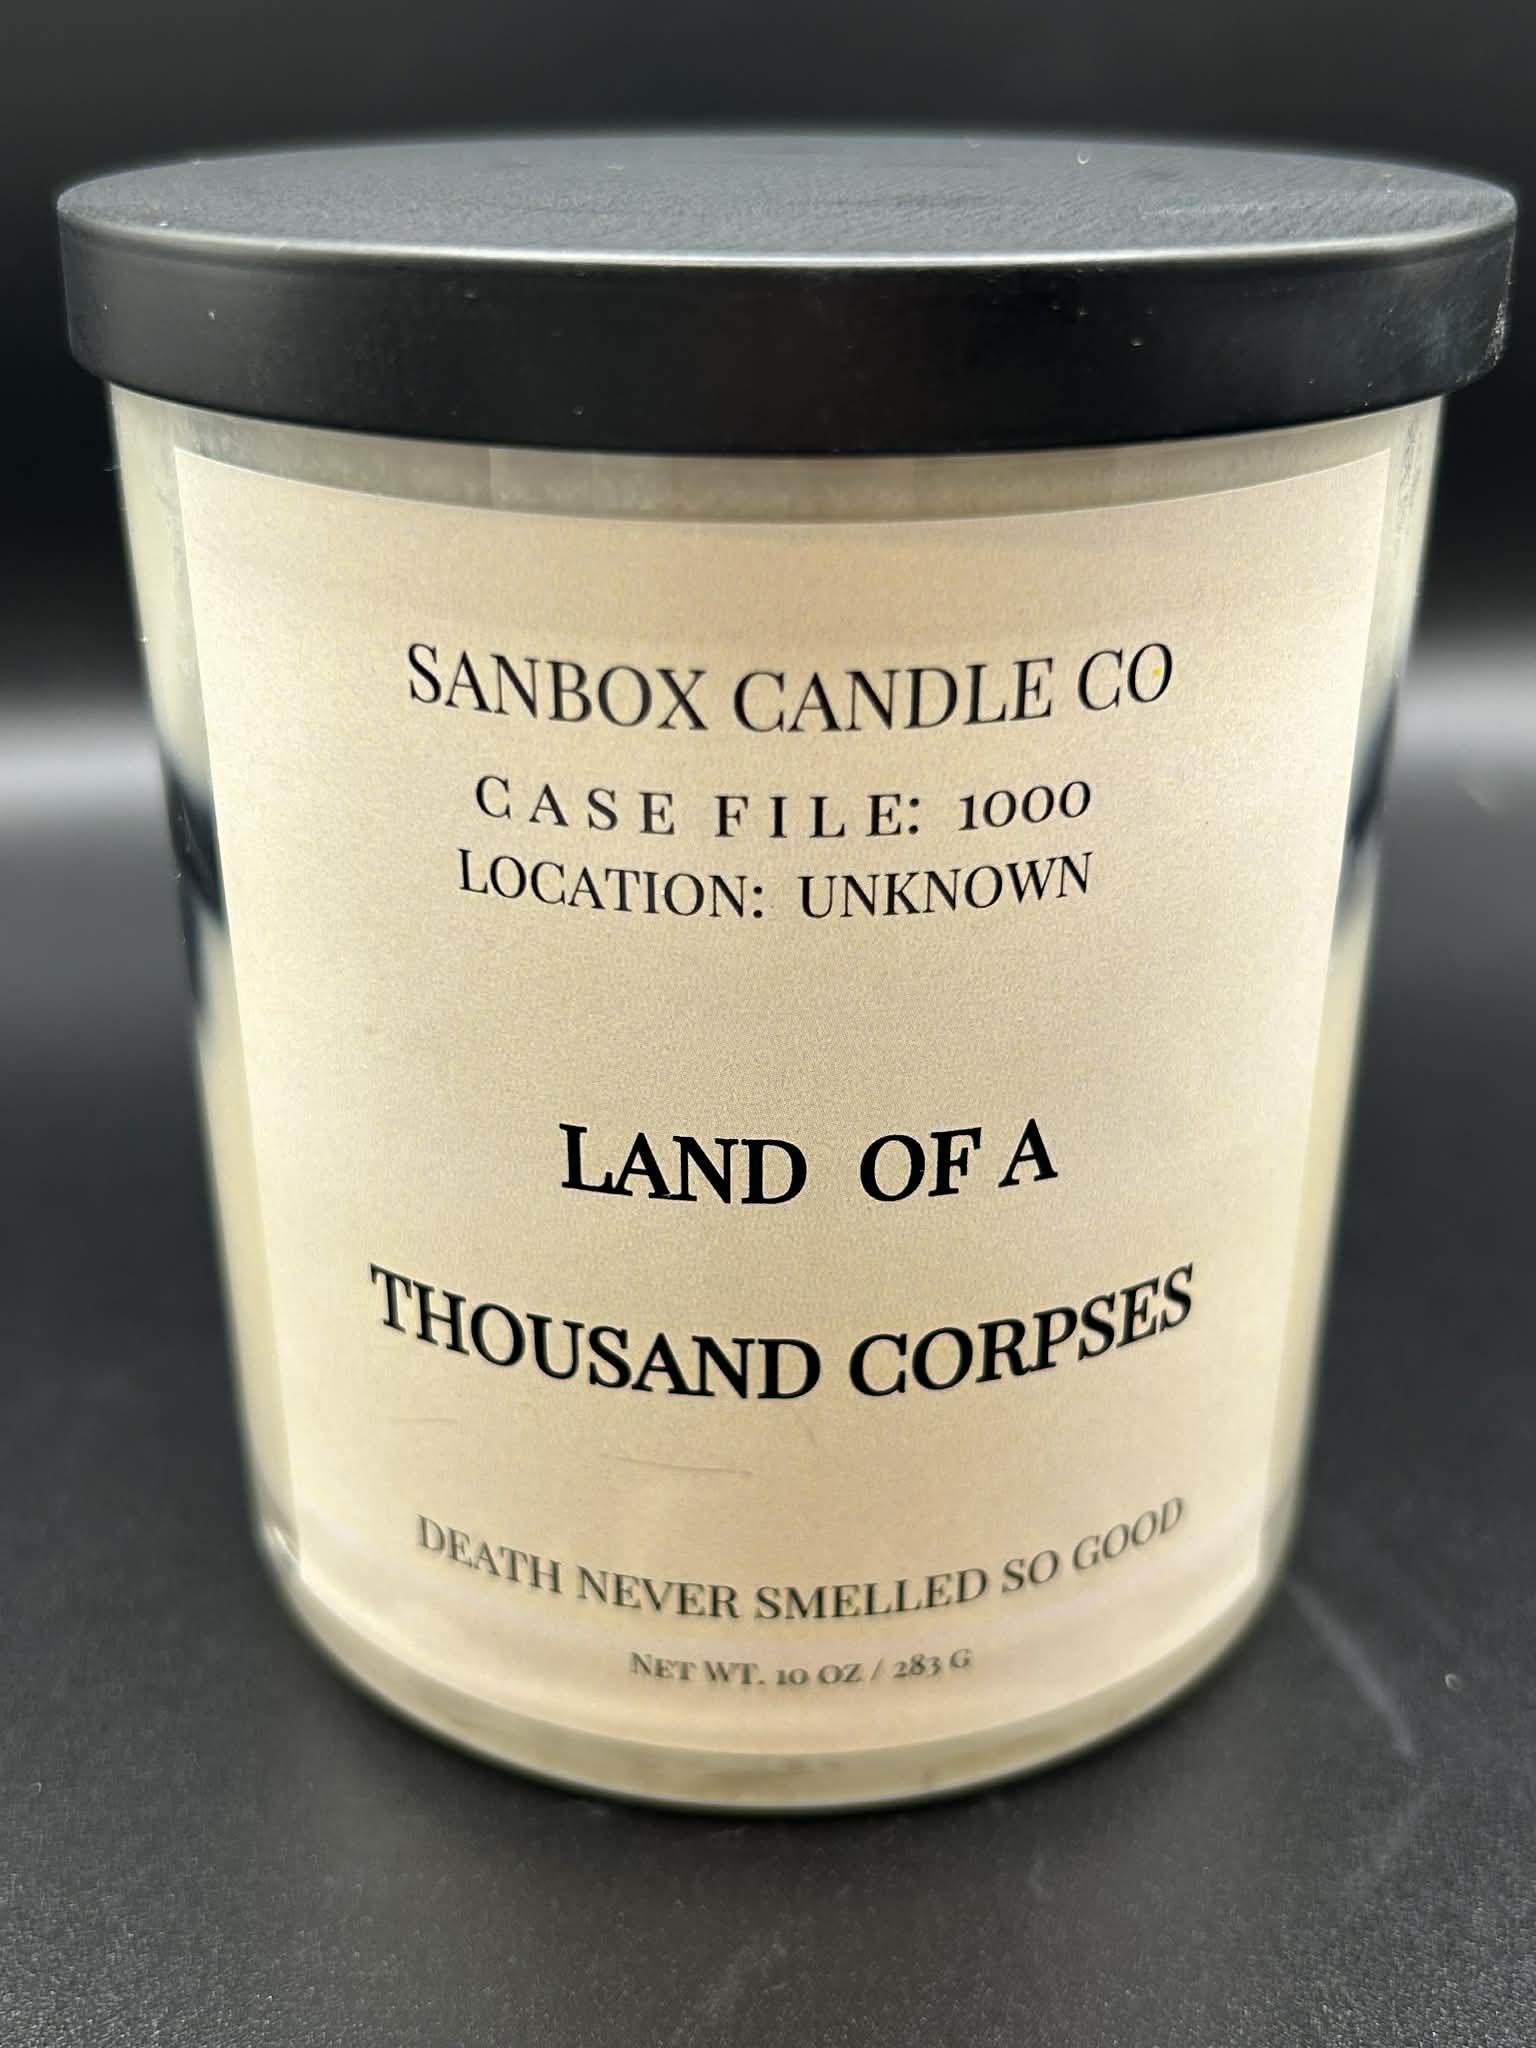 SANBOX CANDLE CO
CASE FILE: 1000
LOCATION: UNKNOWN
LAND OF A
THOUSAND CORPSES
DEATH NEVER SMELLED SO GOOD
NET WT. 10 OZ / 283 G